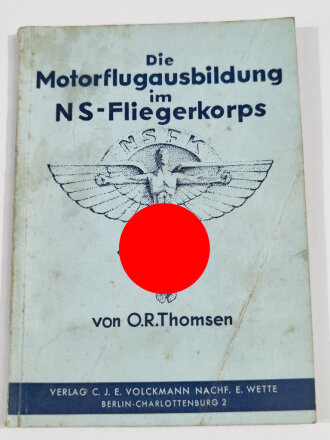 Die
Motorflugausbildung
im
NS-Fliegerkorps
NSFK
von O.R.Thomsen
VERLAG C. J. E. VOLCKMANN NACHF. E. WETTE
BERLIN-CHARLOTTENBURG 2